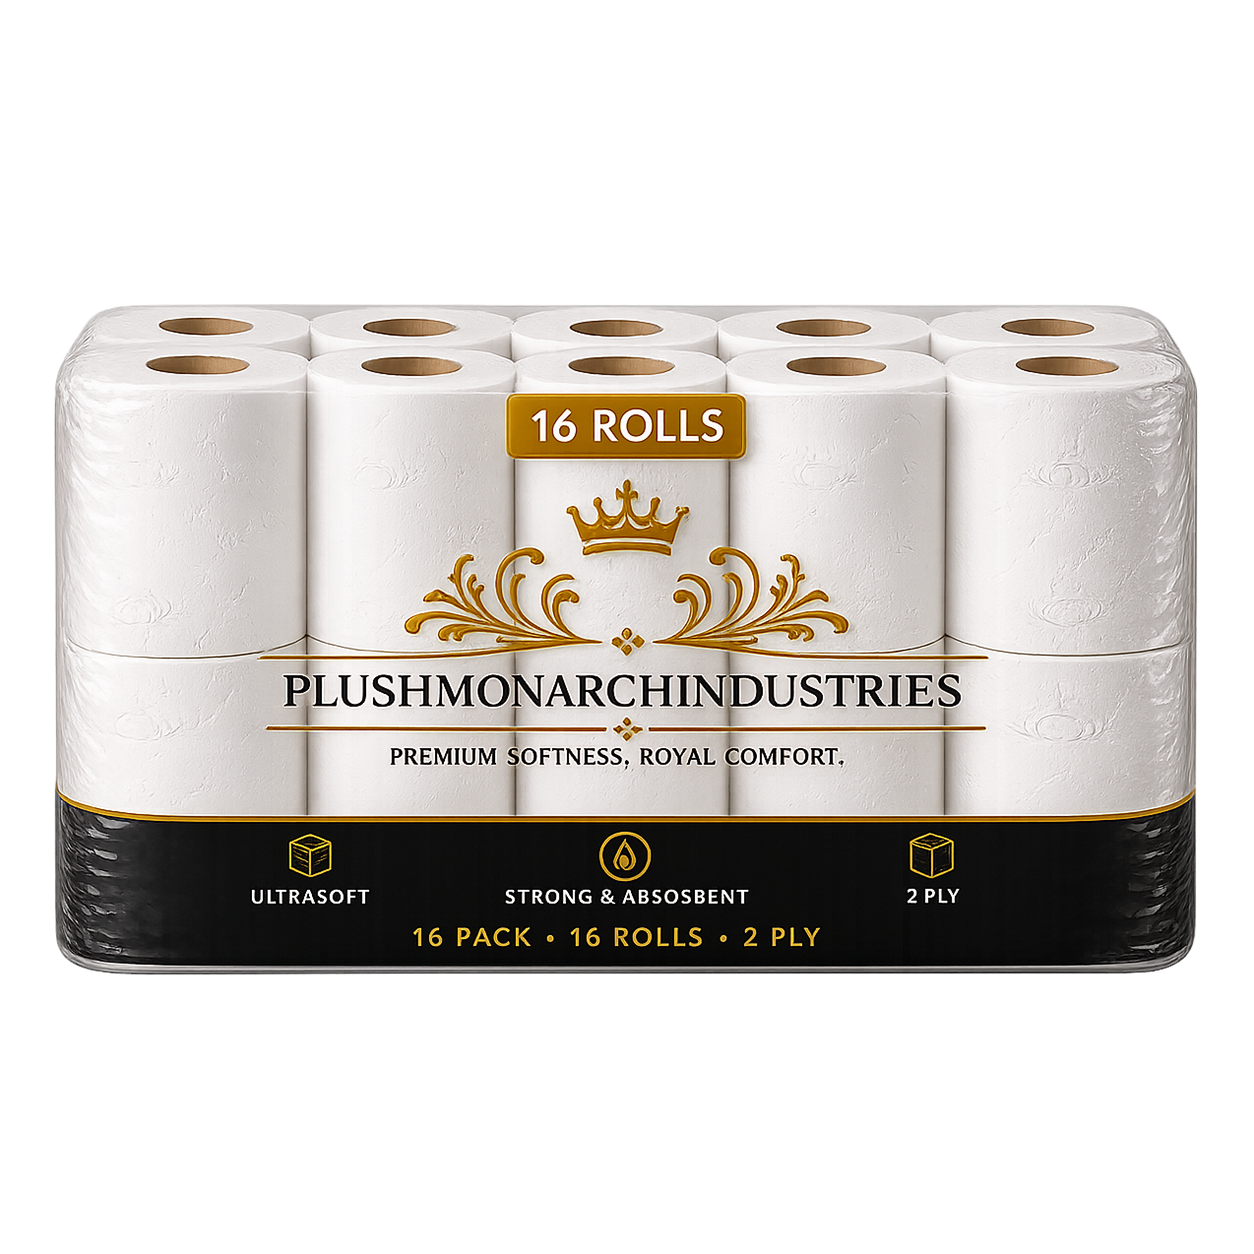 16 ROLLS
PLUSHMONARCHINDUSTRIES
PREMIUM SOFTNESS, ROYAL COMFORT.
ULTRASOFT
STRONG & ABSOSBENT
2 PLY
16 PACK • 16 ROLLS • 2 PLY